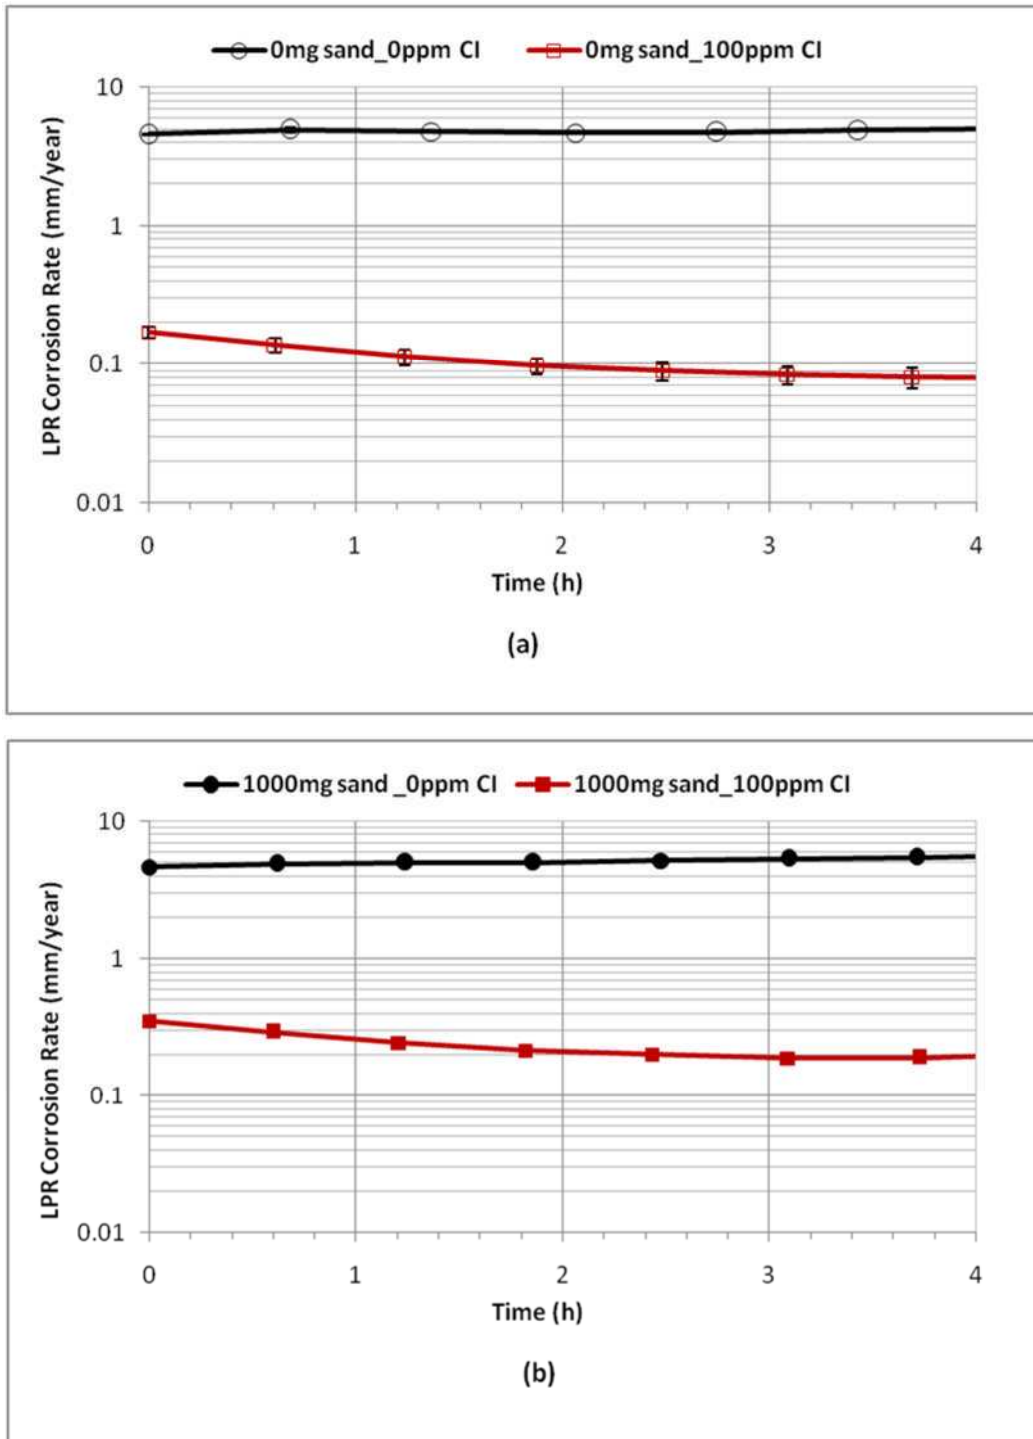 0mg sand_0ppm CI 0mg sand_100ppm CI
10
1
0.1
0.01
LPR Corrosion Rate (mm/year)
0 1 2 3 4
Time (h)
(a)
1000mg sand _0ppm CI 1000mg sand_100ppm CI
10
1
0.1
0.01
LPR Corrosion Rate (mm/year)
0 1 2 3 4
Time (h)
(b)